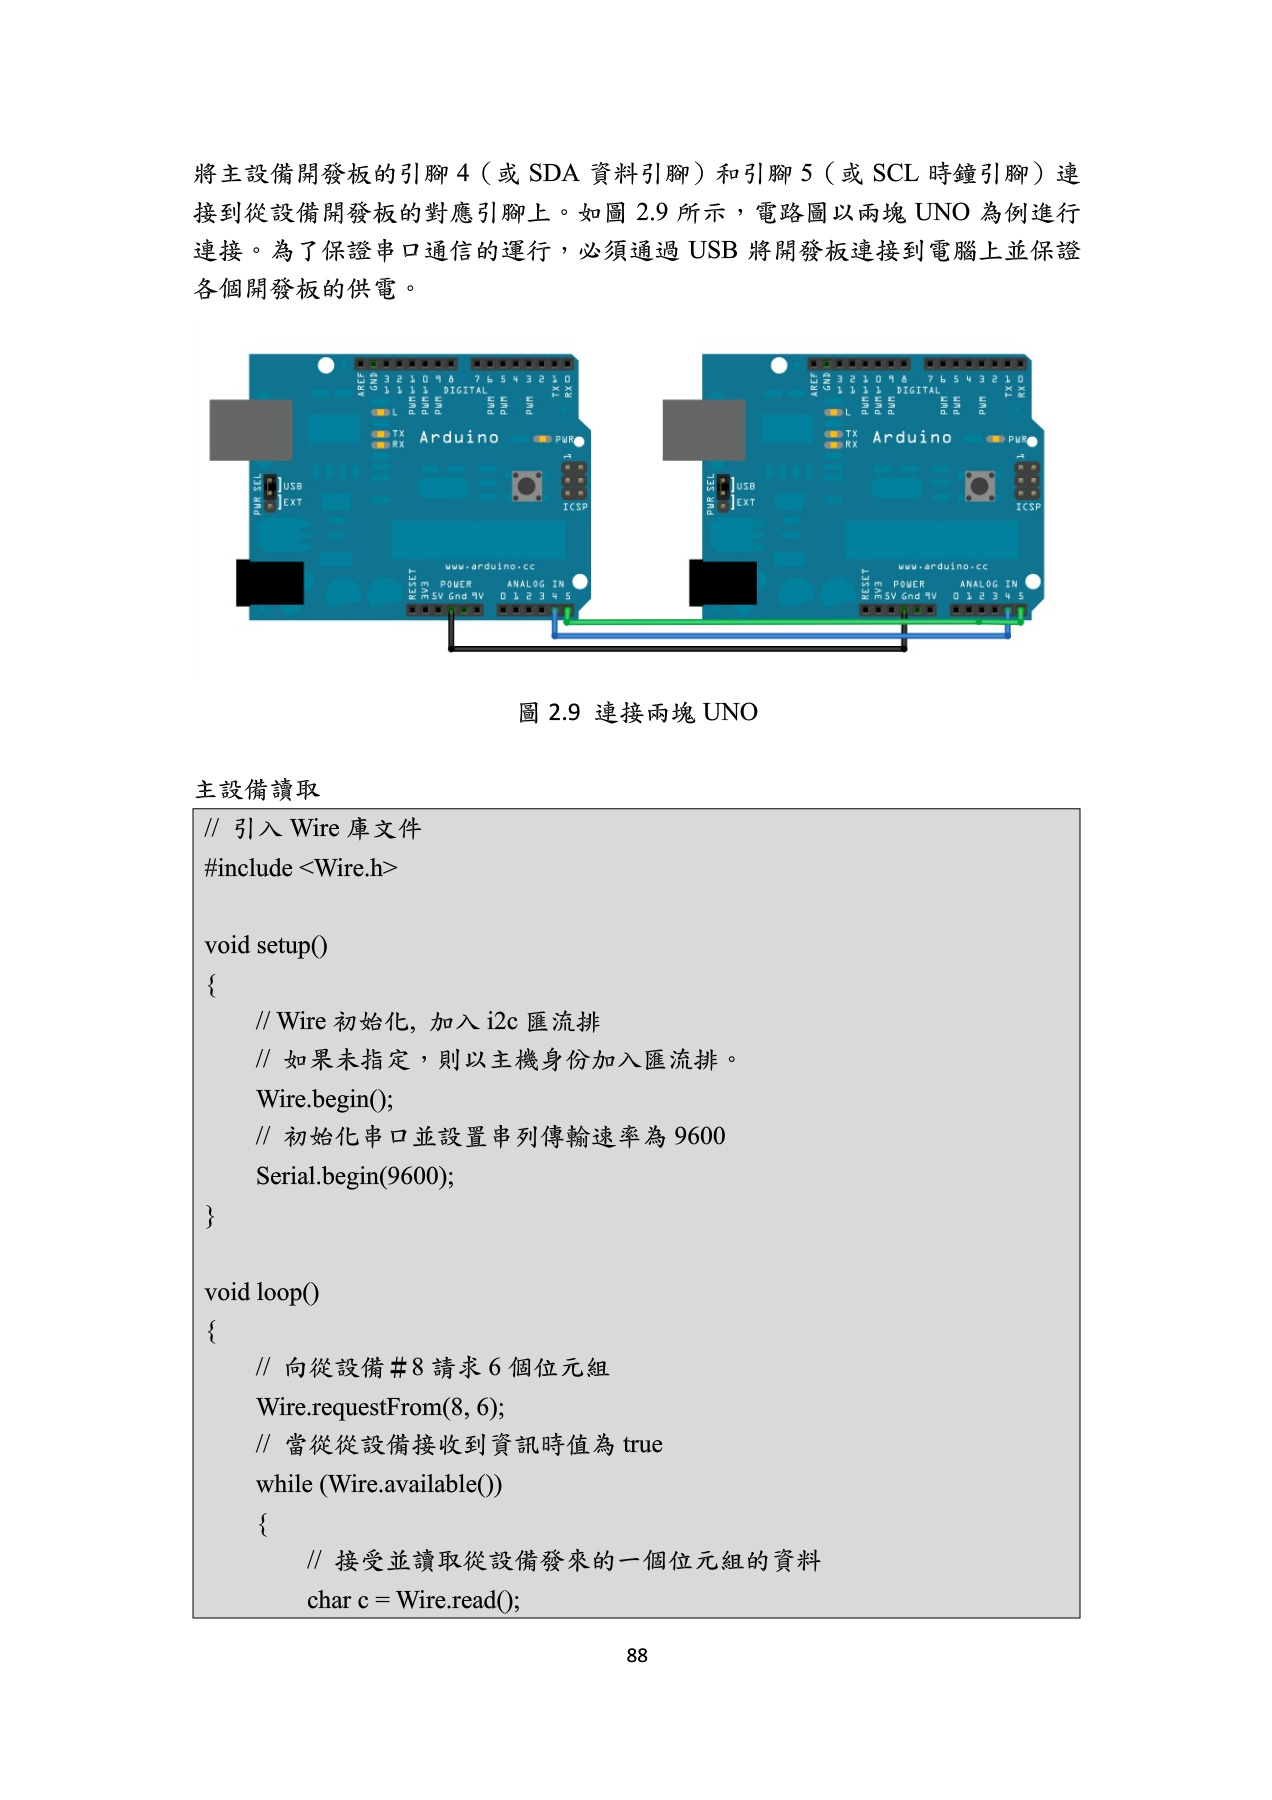 將主設備開發板的引腳 4（或 SDA 資料引腳）和引腳 5（或 SCL 時鐘引腳）連
接到從設備開發板的對應引腳上。如圖 2.9 所示，電路圖以兩塊 UNO 為例進行
連接。為了保證串口通信的運行，必須通過 USB 將開發板連接到電腦上並保證
各個開發板的供電。
AREF GND 13 12 11 10 9 8 7 6 5 4 3 2 1 0
PWM PWM PWM DIGITAL PWM PWM PWM TX RX
L
TX
RX
Arduino
PWR
1
PWR SEL
USB
EXT
ICSP
www.arduino.cc
RESET 3V3 POWER ANALOG IN
5V Gnd 9V 0 1 2 3 4 5
AREF GND 13 12 11 10 9 8 7 6 5 4 3 2 1 0
PWM PWM PWM DIGITAL PWM PWM PWM TX RX
L
TX
RX
Arduino
PWR
1
PWR SEL
USB
EXT
ICSP
www.arduino.cc
RESET 3V3 POWER ANALOG IN
5V Gnd 9V 0 1 2 3 4 5
圖 2.9 連接兩塊 UNO
主設備讀取
// 引入 Wire 庫文件
#include <Wire.h>
void setup()
{
// Wire 初始化, 加入 i2c 匯流排
// 如果未指定，則以主機身份加入匯流排。
Wire.begin();
// 初始化串口並設置串列傳輸速率為 9600
Serial.begin(9600);
}
void loop()
{
// 向從設備＃8 請求 6 個位元組
Wire.requestFrom(8, 6);
// 當從從設備接收到資訊時值為 true
while (Wire.available())
{
// 接受並讀取從設備發來的一個位元組的資料
char c = Wire.read();
88